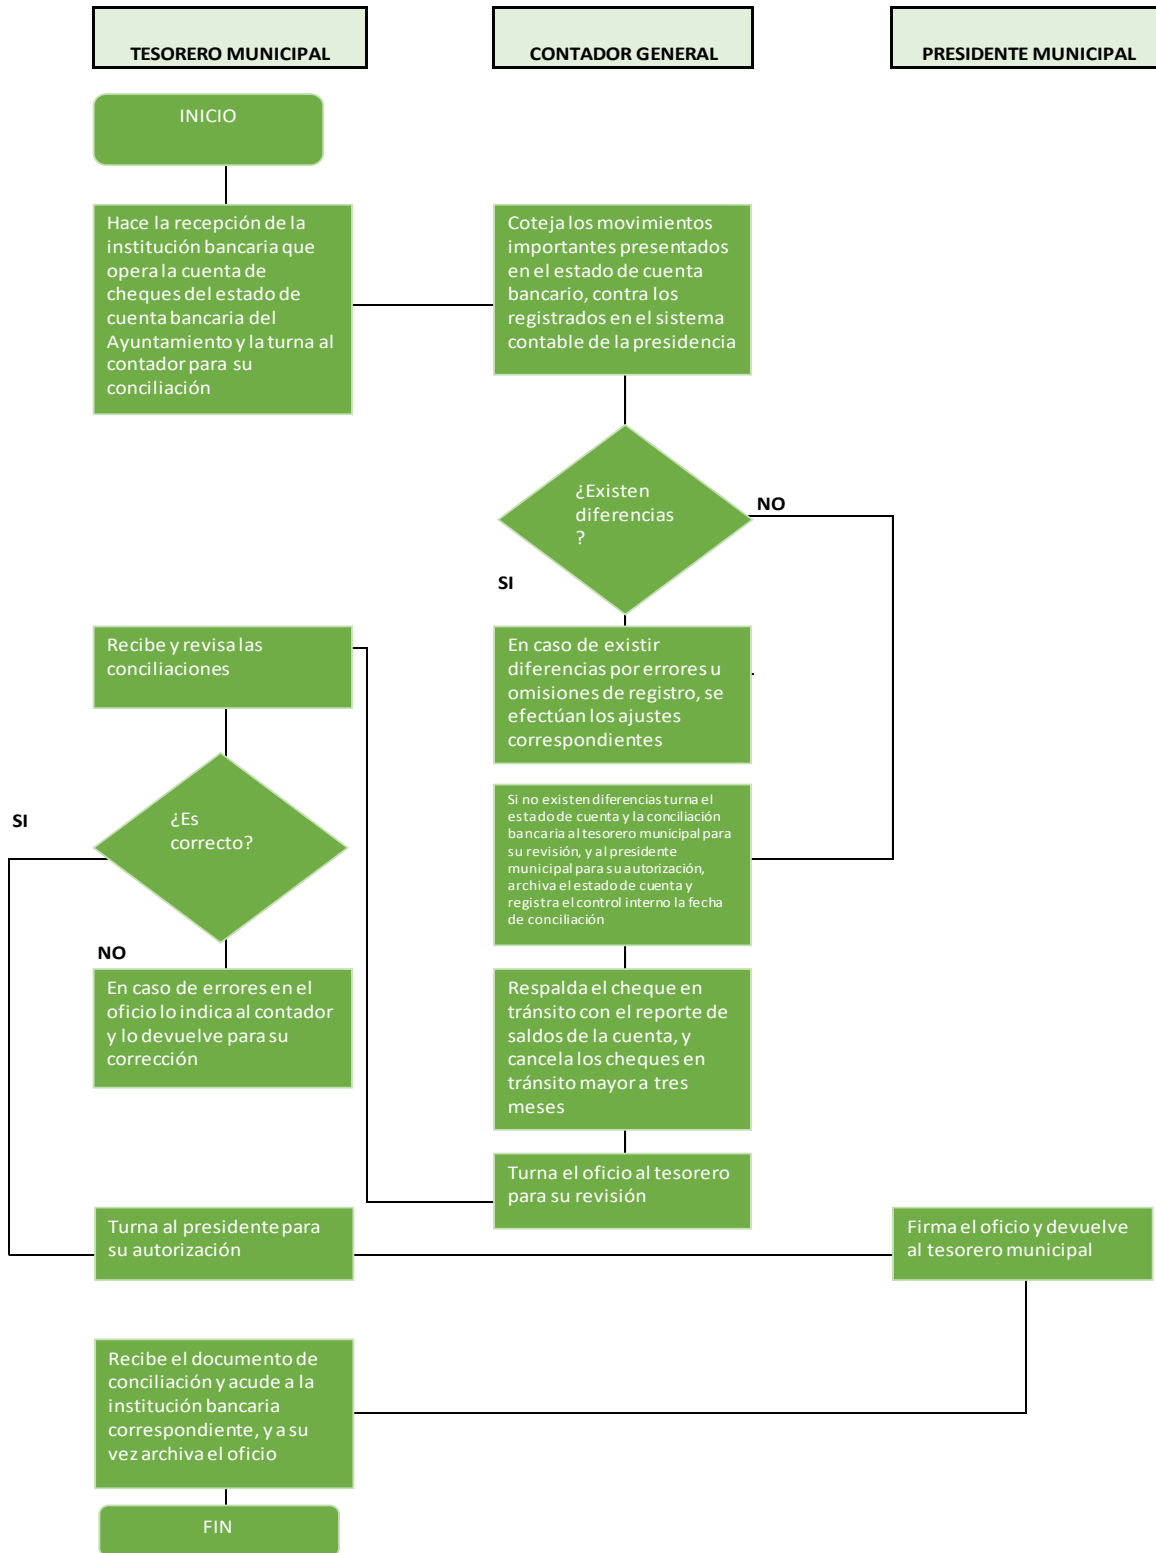 TESORERO MUNICIPAL
CONTADOR GENERAL
PRESIDENTE MUNICIPAL
INICIO
Hace la recepción de la
institución bancaria que
opera la cuenta de
cheques del estado de
cuenta bancaria del
Ayuntamiento y la turna al
contador para su
conciliación
Coteja los movimientos
importantes presentados
en el estado de cuenta
bancario, contra los
registrados en el sistema
contable de la presidencia
¿Existen
diferencias
?
NO
SI
En caso de existir
diferencias por errores u
omisiones de registro, se
efectúan los ajustes
correspondientes
Si no existen diferencias turna el
estado de cuenta y la conciliación
bancaria al tesorero municipal para
su revisión, y al presidente
municipal para su autorización,
archiva el estado de cuenta y
registra el control interno la fecha
de conciliación
Respalda el cheque en
tránsito con el reporte de
saldos de la cuenta, y
cancela los cheques en
tránsito mayor a tres
meses
Turna el oficio al tesorero
para su revisión
Recibe y revisa las
conciliaciones
¿Es
correcto?
SI
NO
En caso de errores en el
oficio lo indica al contador
y lo devuelve para su
corrección
Turna al presidente para
su autorización
Firma el oficio y devuelve
al tesorero municipal
Recibe el documento de
conciliación y acude a la
institución bancaria
correspondiente, y a su
vez archiva el oficio
FIN